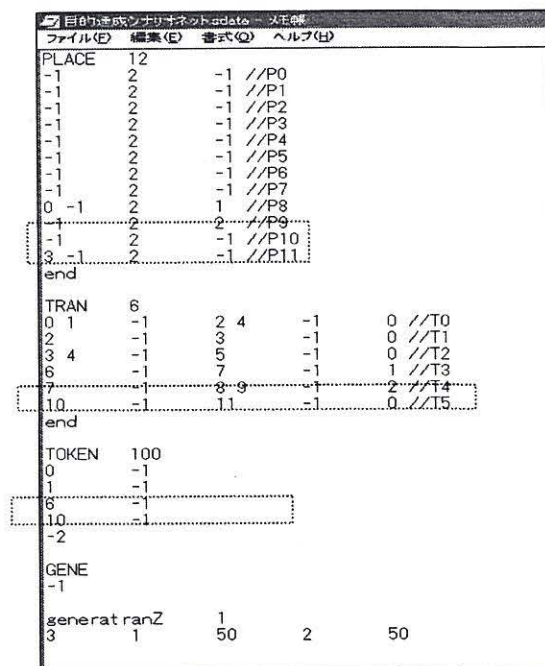 目的達成シナリオネット.cdata - メモ帳
ファイル(F) 編集(E) 書式(O) ヘルプ(H)
PLACE 12
-1 2 -1 //P0
-1 2 -1 //P1
-1 2 -1 //P2
-1 2 -1 //P3
-1 2 -1 //P4
-1 2 -1 //P5
-1 2 -1 //P6
-1 2 -1 //P7
0 -1 2 1 //P8
-1 2 2 //P9
-1 2 -1 //P10
3 -1 2 -1 //P11
end
TRAN 6
0 1 -1 2 4 -1 0 //T0
2 -1 3 -1 0 //T1
3 4 -1 5 -1 0 //T2
6 -1 7 -1 1 //T3
7 -1 8 9 -1 2 //T4
10 -1 11 -1 0 //T5
end
TOKEN 100
0 -1
1 -1
6 -1
10 -1
-2
GENE
-1
generatranZ 1
3 1 50 2 50